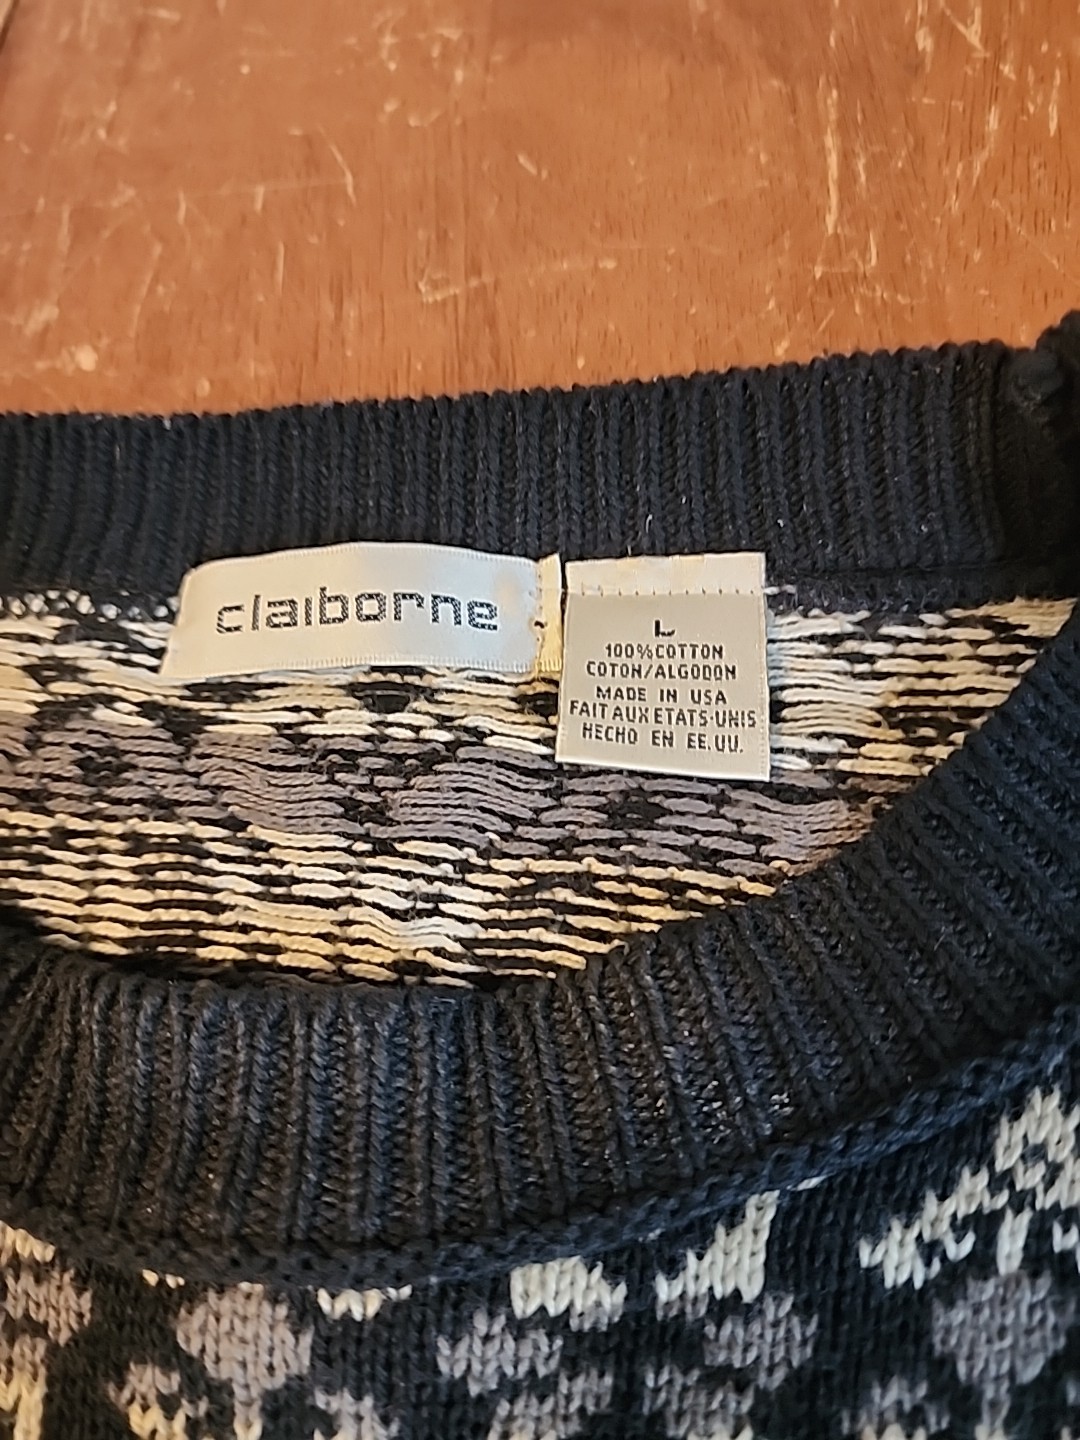 claiborne
L
100%COTTON
COTON/ALGODON
MADE IN USA
FAIT AUX ETATS-UNIS
HECHO EN EE.UU.